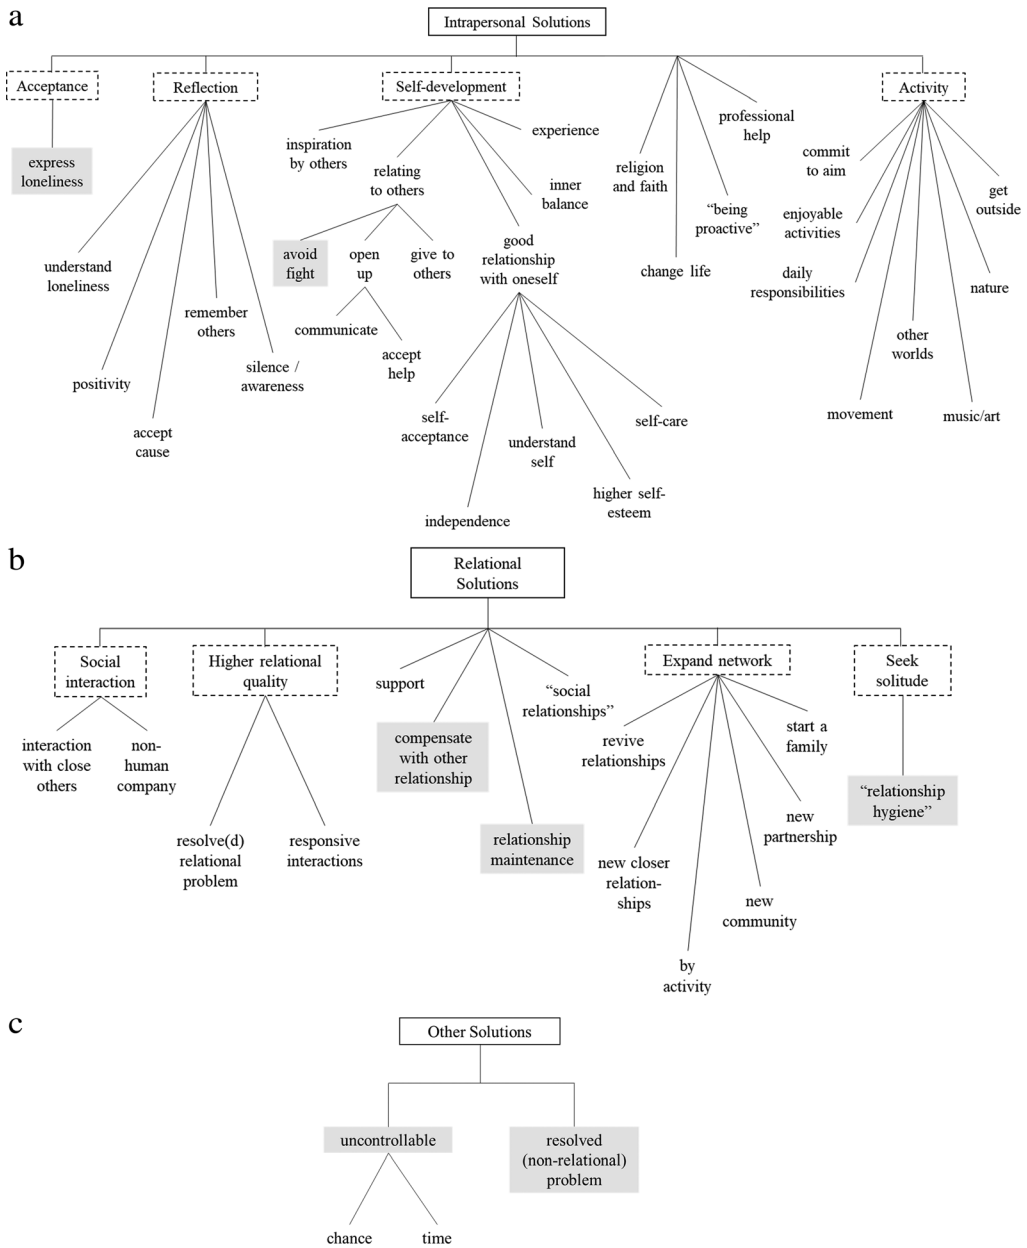 a
Intrapersonal Solutions
Acceptance
Reflection
Self-development
Activity
express
loneliness
understand
loneliness
positivity
accept
cause
remember
others
silence /
awareness
inspiration
by others
relating
to others
avoid
fight
open
up
give to
others
communicate
accept
help
good
relationship
with oneself
inner
balance
experience
self-
acceptance
independence
understand
self
higher self-
esteem
self-care
religion
and faith
change life
“being
proactive”
professional
help
commit
to aim
enjoyable
activities
daily
responsibilities
movement
other
worlds
music/art
nature
get
outside
b
Relational
Solutions
Social
interaction
Higher relational
quality
Expand network
Seek
solitude
interaction
with close
others
non-
human
company
resolve(d)
relational
problem
responsive
interactions
support
compensate
with other
relationship
relationship
maintenance
“social
relationships”
revive
relationships
new closer
relation-
ships
by
activity
new
community
new
partnership
start a
family
“relationship
hygiene”
c
Other Solutions
uncontrollable
resolved
(non-relational)
problem
chance
time